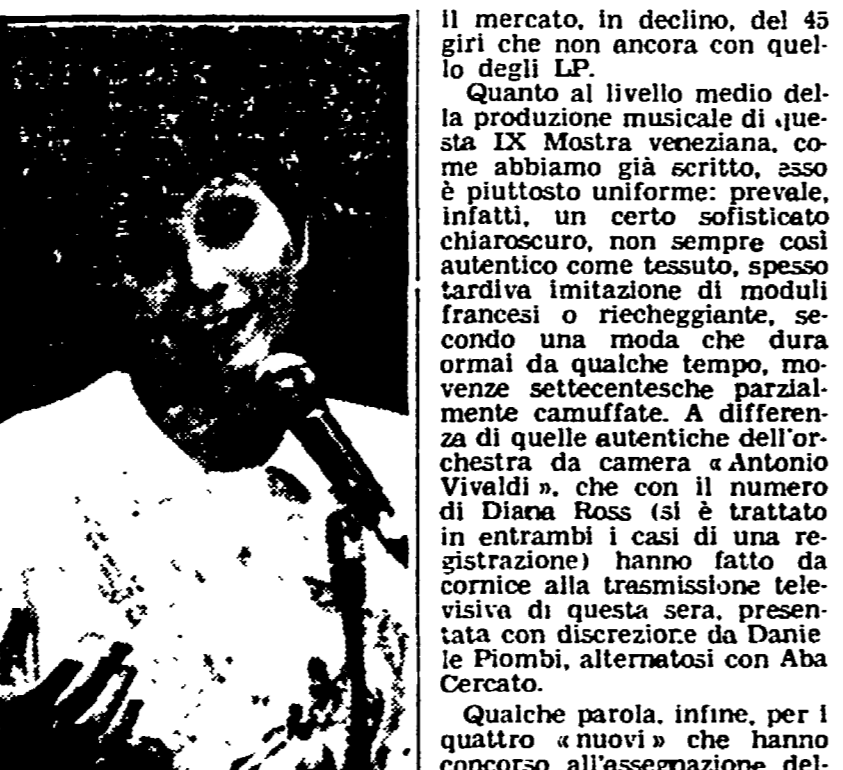 il mercato, in declino, del 45
giri che non ancora con quel-
lo degli LP.
Quanto al livello medio del-
la produzione musicale di que-
sta IX Mostra veneziana, co-
me abbiamo già scritto, esso
è piuttosto uniforme: prevale,
infatti, un certo sofisticato
chiaroscuro, non sempre così
autentico come tessuto, spesso
tardiva imitazione di moduli
francesi o riecheggiante, se-
condo una moda che dura
ormai da qualche tempo, mo-
venze settecentesche parzial-
mente camuffate. A differen-
za di quelle autentiche dell'or-
chestra da camera « Antonio
Vivaldi », che con il numero
di Diana Ross (si è trattato
in entrambi i casi di una re-
gistrazione) hanno fatto da
cornice alla trasmissione tele-
visiva di questa sera, presen-
tata con discrezione da Danie
le Piombi, alternatosi con Aba
Cercato.
Qualche parola, infine, per i
quattro « nuovi » che hanno
concorso all'assegnazione del-